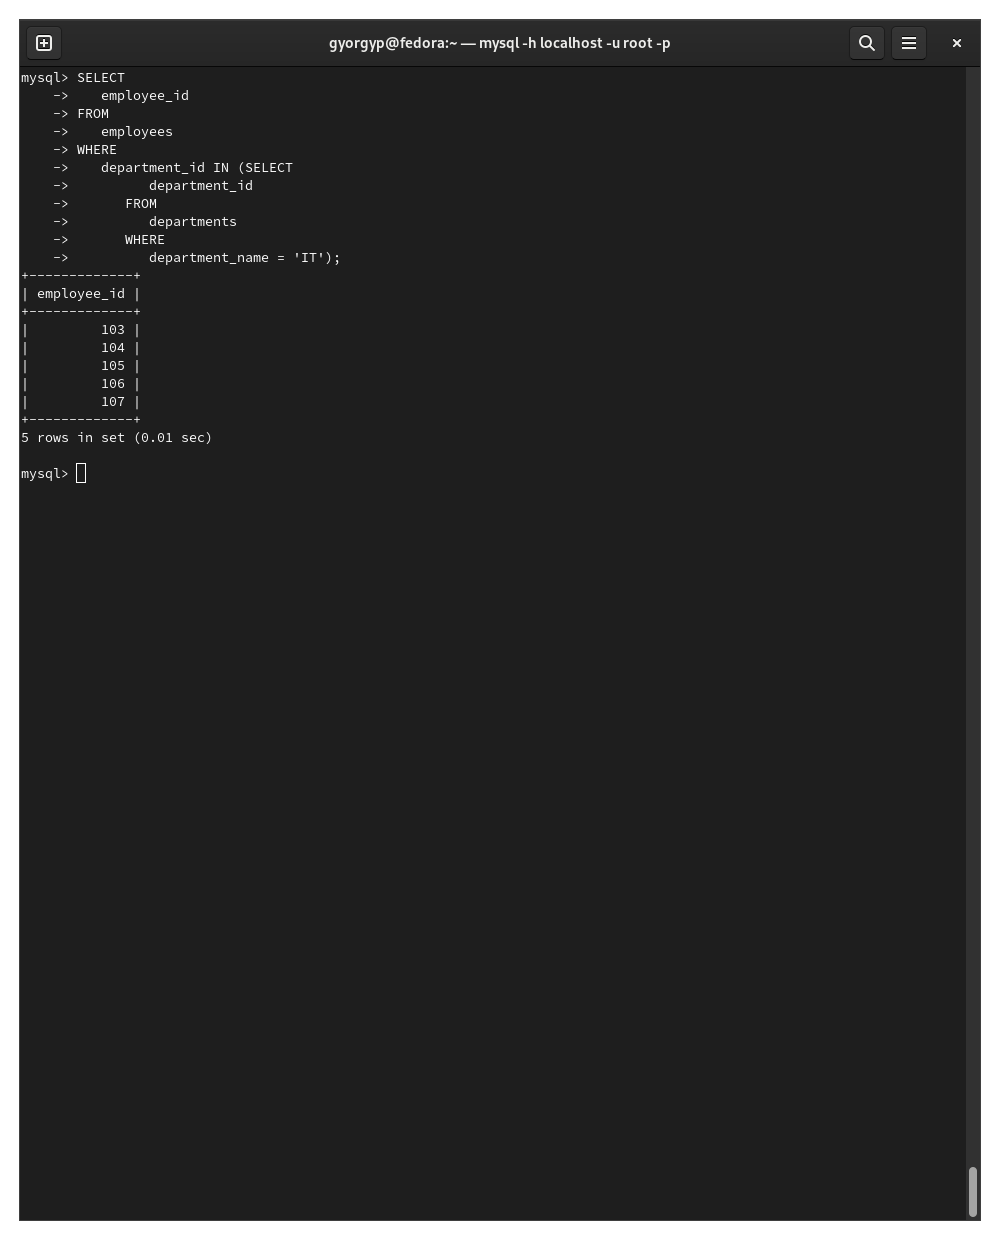 gyorgyp@fedora:~ — mysql -h localhost -u root -p
mysql> SELECT
    ->    employee_id
    -> FROM
    ->    employees
    -> WHERE
    ->    department_id IN (SELECT
    ->          department_id
    ->       FROM
    ->          departments
    ->       WHERE
    ->          department_name = 'IT');
+-------------+
| employee_id |
+-------------+
|         103 |
|         104 |
|         105 |
|         106 |
|         107 |
+-------------+
5 rows in set (0.01 sec)
mysql>